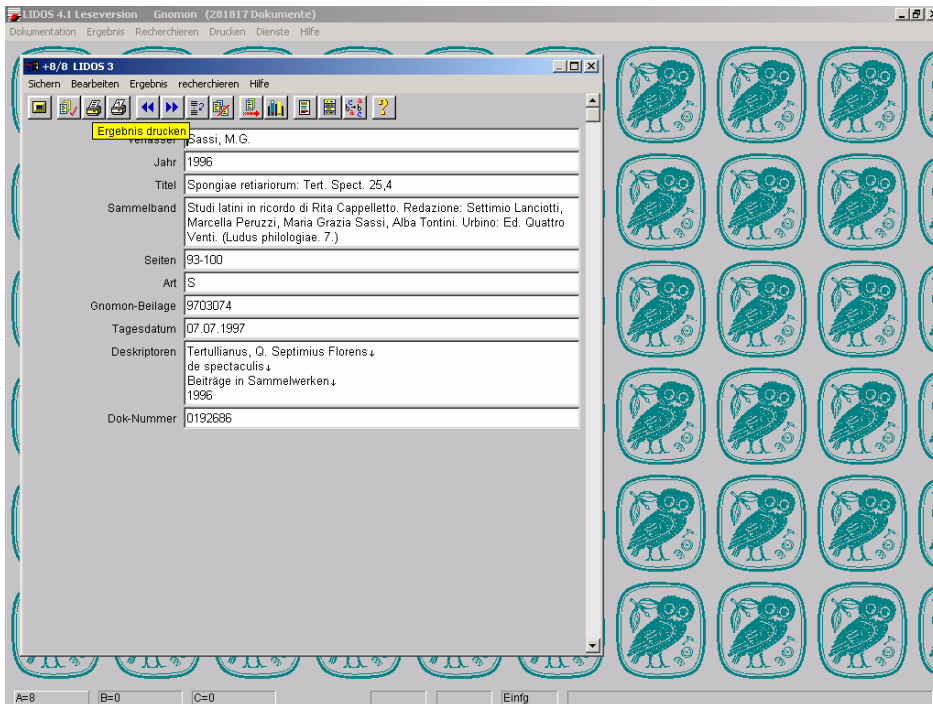 LIDOS 4.1 Leseversion Gnomon (281817 Dokumente)
Dokumentation Ergebnis Recherchieren Drucken Dienste Hilfe
+8/8 LIDOS 3
Sichern Bearbeiten Ergebnis recherchieren Hilfe
Ergebnis drucken
Verfasser Sassi, M.G.
Jahr 1996
Titel Spongiae retiariorum: Tert. Spect. 25,4
Sammelband Studi latini in ricordo di Rita Cappelletto. Redazione: Settimio Lanciotti,
Marcella Peruzzi, Maria Grazia Sassi, Alba Tontini. Urbino: Ed. Quattro
Venti. (Ludus philologiae. 7.)
Seiten 93-100
Art S
Gnomon-Beilage 9703074
Tagesdatum 07.07.1997
Deskriptoren Tertullianus, Q. Septimius Florens↓
de spectaculis↓
Beiträge in Sammelwerken↓
1996
Dok-Nummer 0192686
A=8 B=0 C=0 Einfg